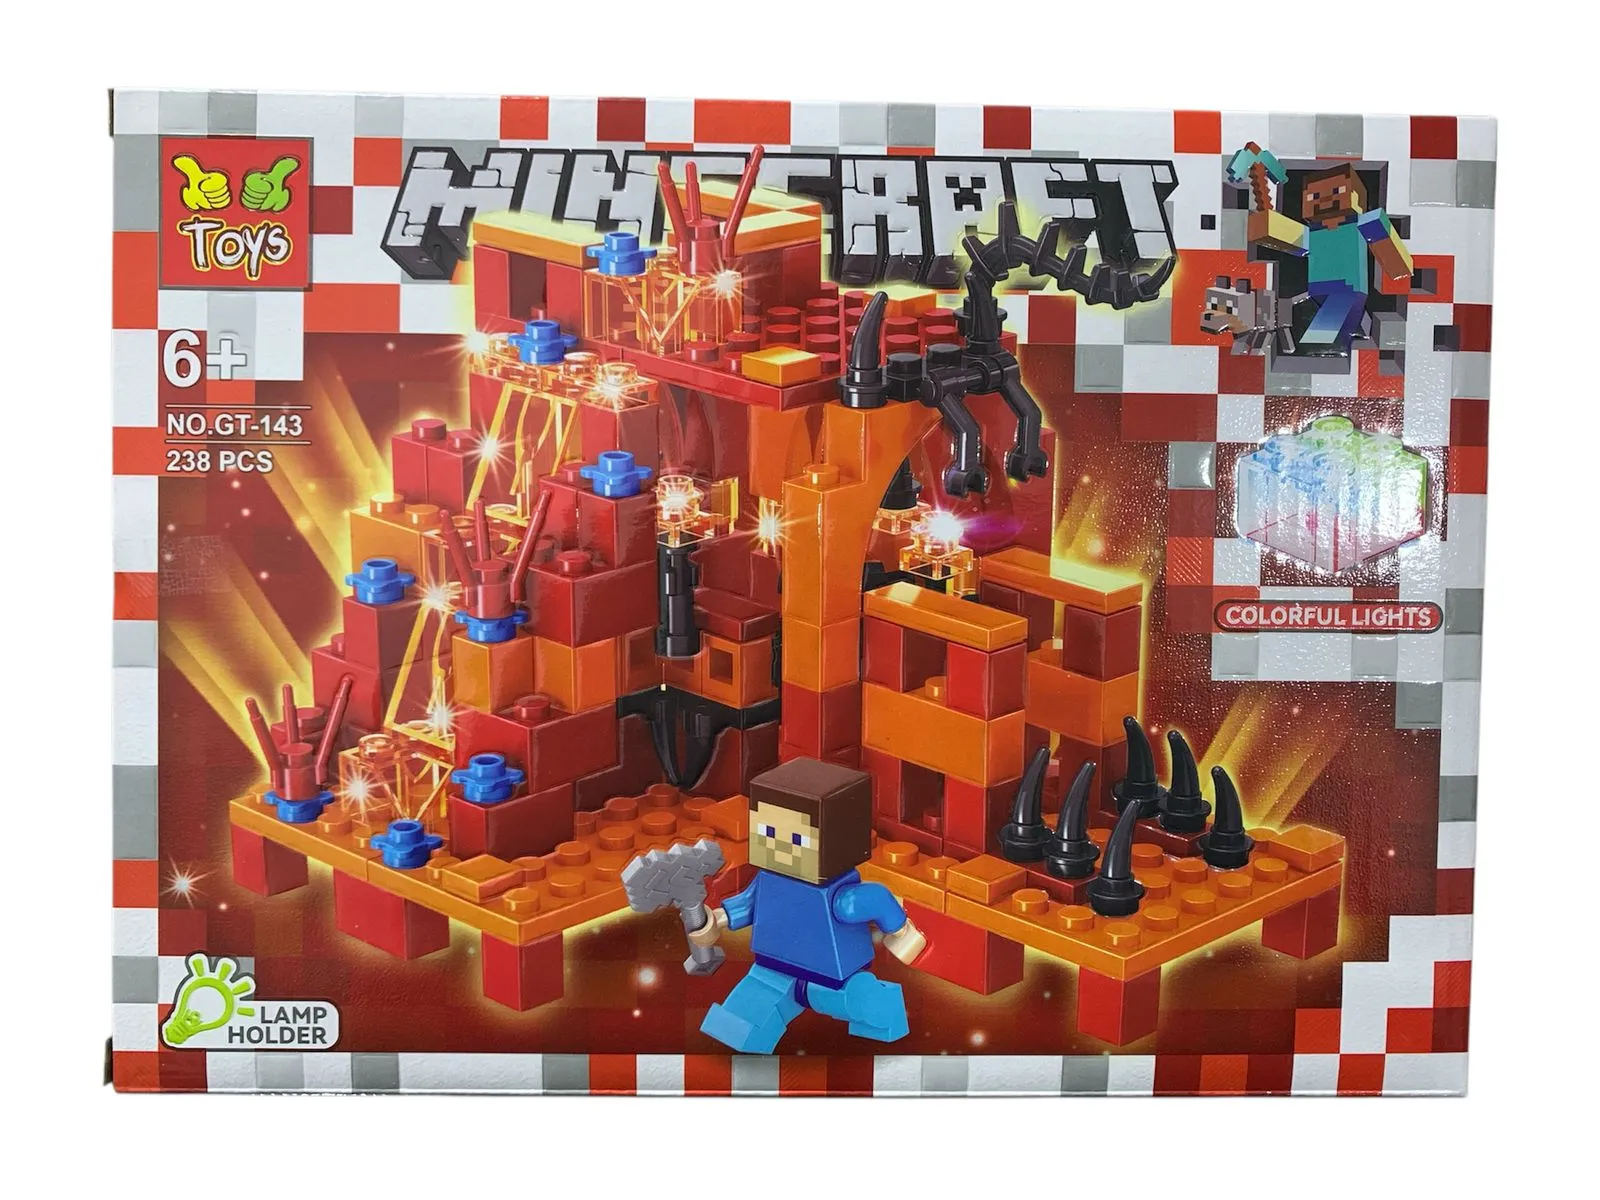 MINECRAFT
TOYS
6+
NO.GT-143
238 PCS
COLORFUL LIGHTS
LAMP
HOLDER